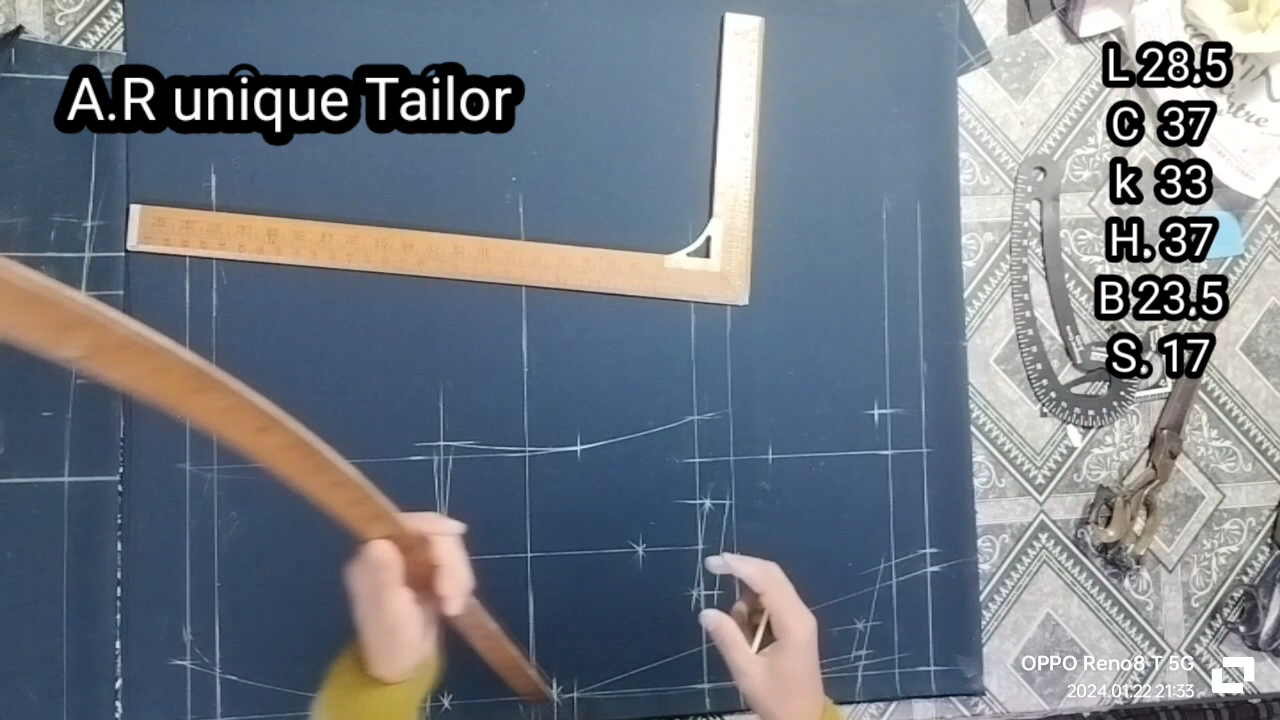 A.R unique Tailor
L 28.5
C 37
k 33
H. 37
B 23.5
S. 17
OPPO Reno8 T 5G
2024.01.22 21:33